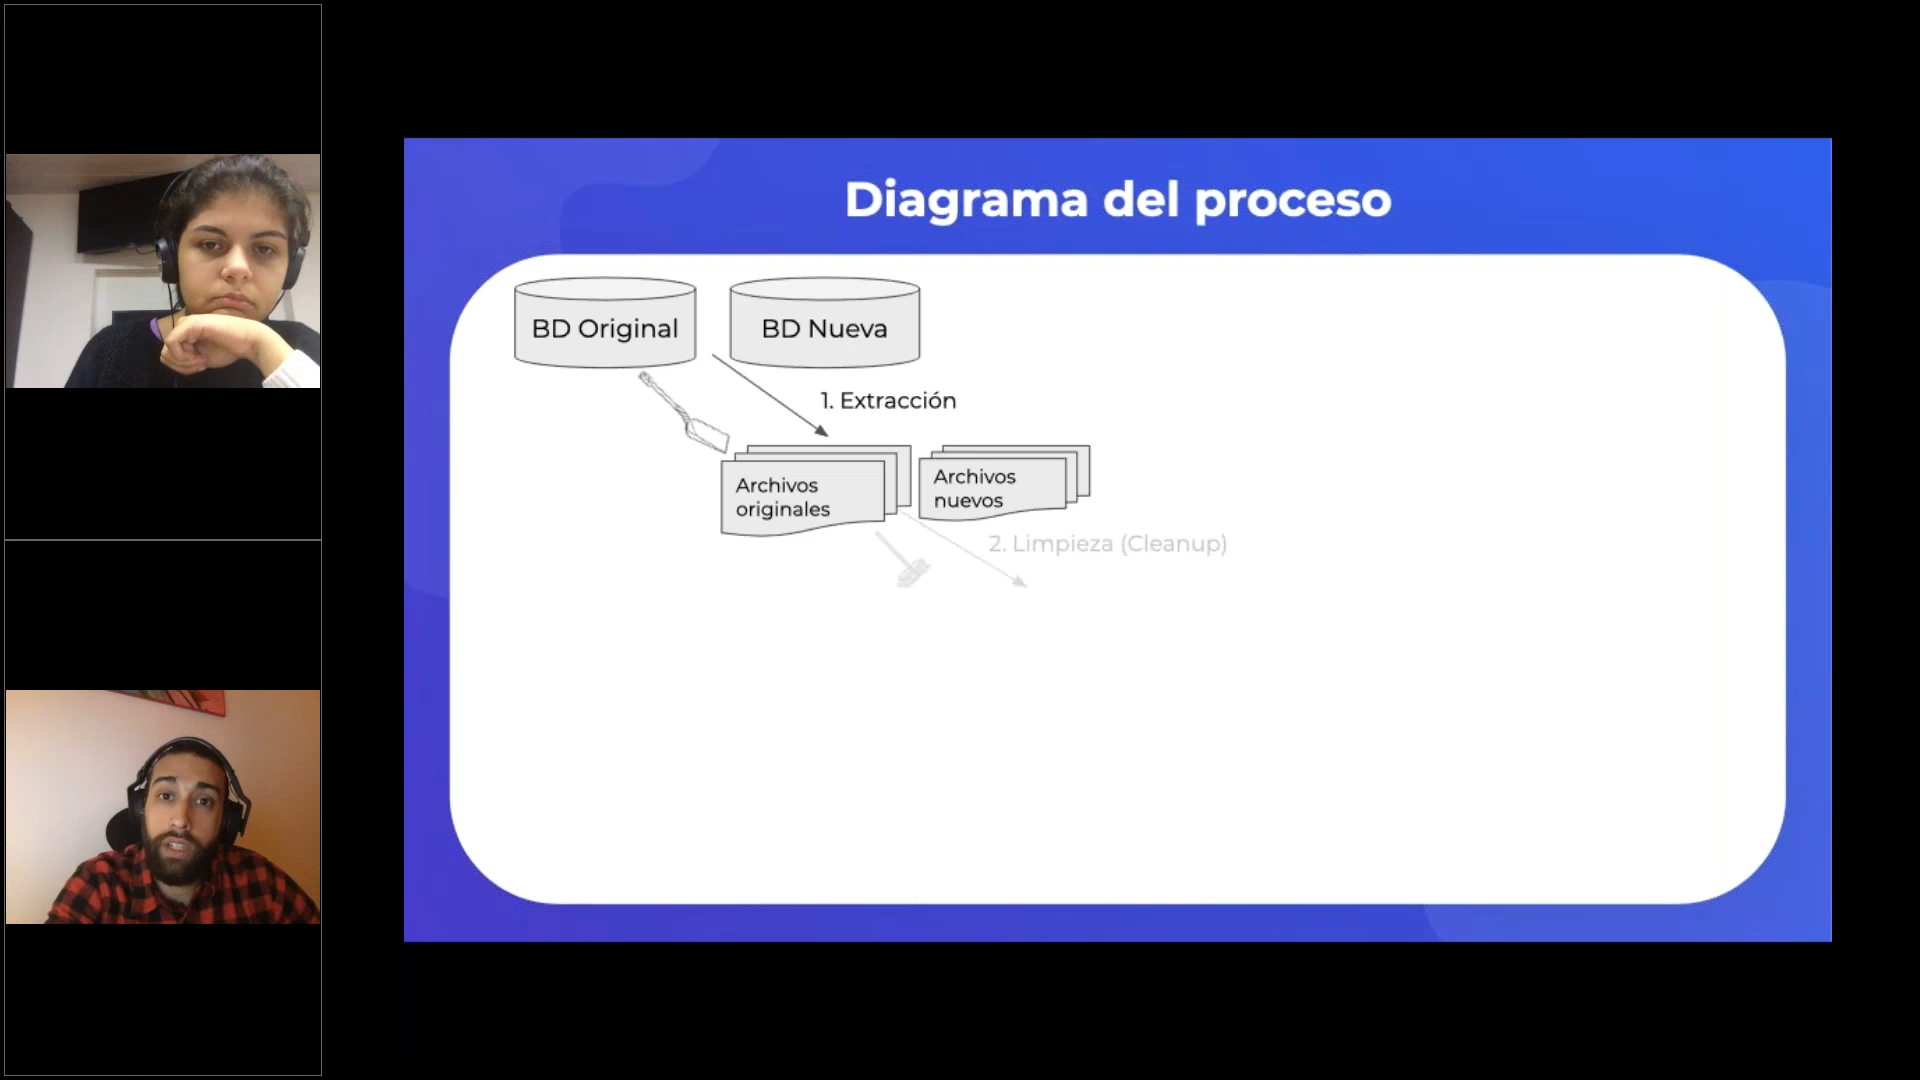 Diagrama del proceso
BD Original
BD Nueva
1. Extracción
Archivos
originales
Archivos
nuevos
2. Limpieza (Cleanup)